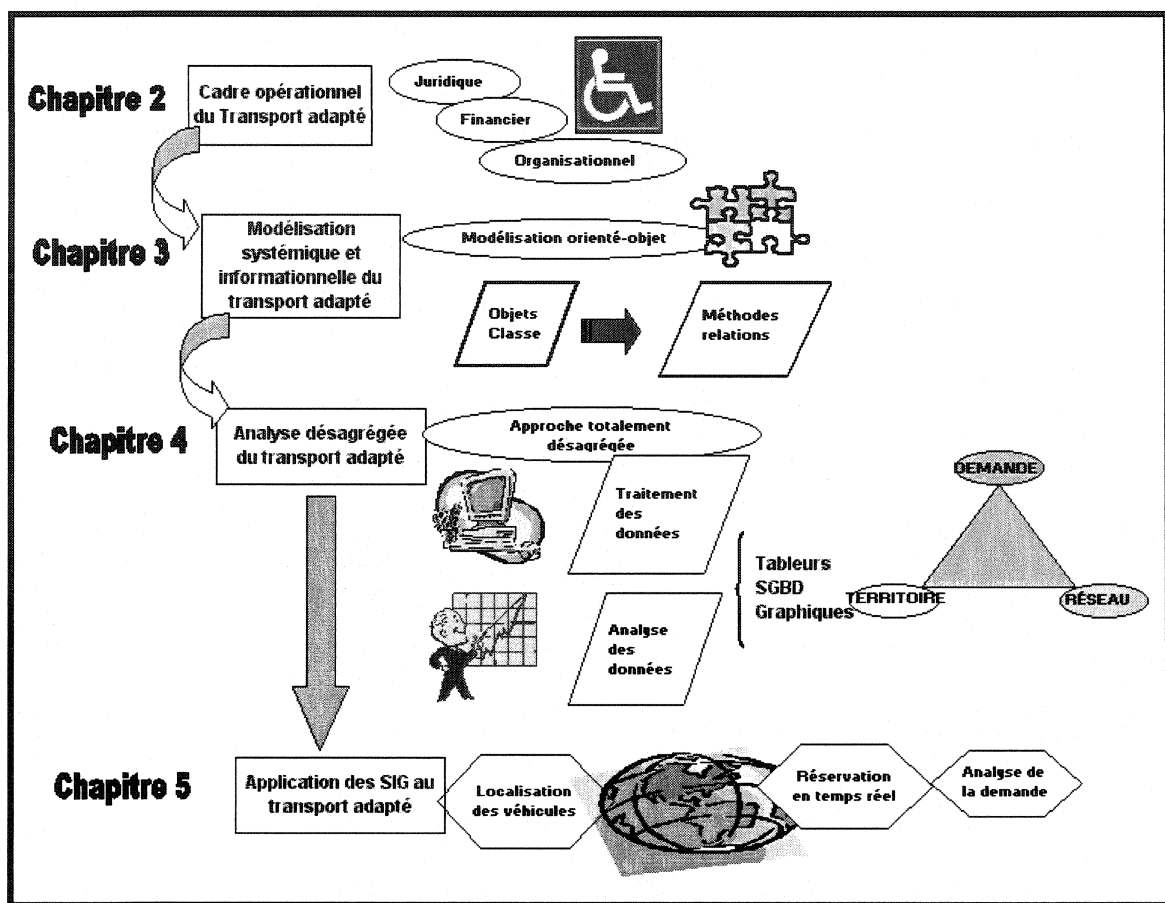 Chapitre 2
Cadre opérationnel
du Transport adapté
Juridique
Financier
Organisationnel
Chapitre 3
Modélisation
systémique et
informationnelle du
transport adapté
Modélisation orienté-objet
Objets
Classe
Méthodes
relations
Chapitre 4
Analyse désagrégée
du transport adapté
Approche totalement
désagrégée
Traitement
des
données
Analyse
des
données
Tableurs
SGBD
Graphiques
DEMANDE
TERRITOIRE
RÉSEAU
Chapitre 5
Application des SIG au
transport adapté
Localisation
des véhicules
Réservation
en temps réel
Analyse de
la demande